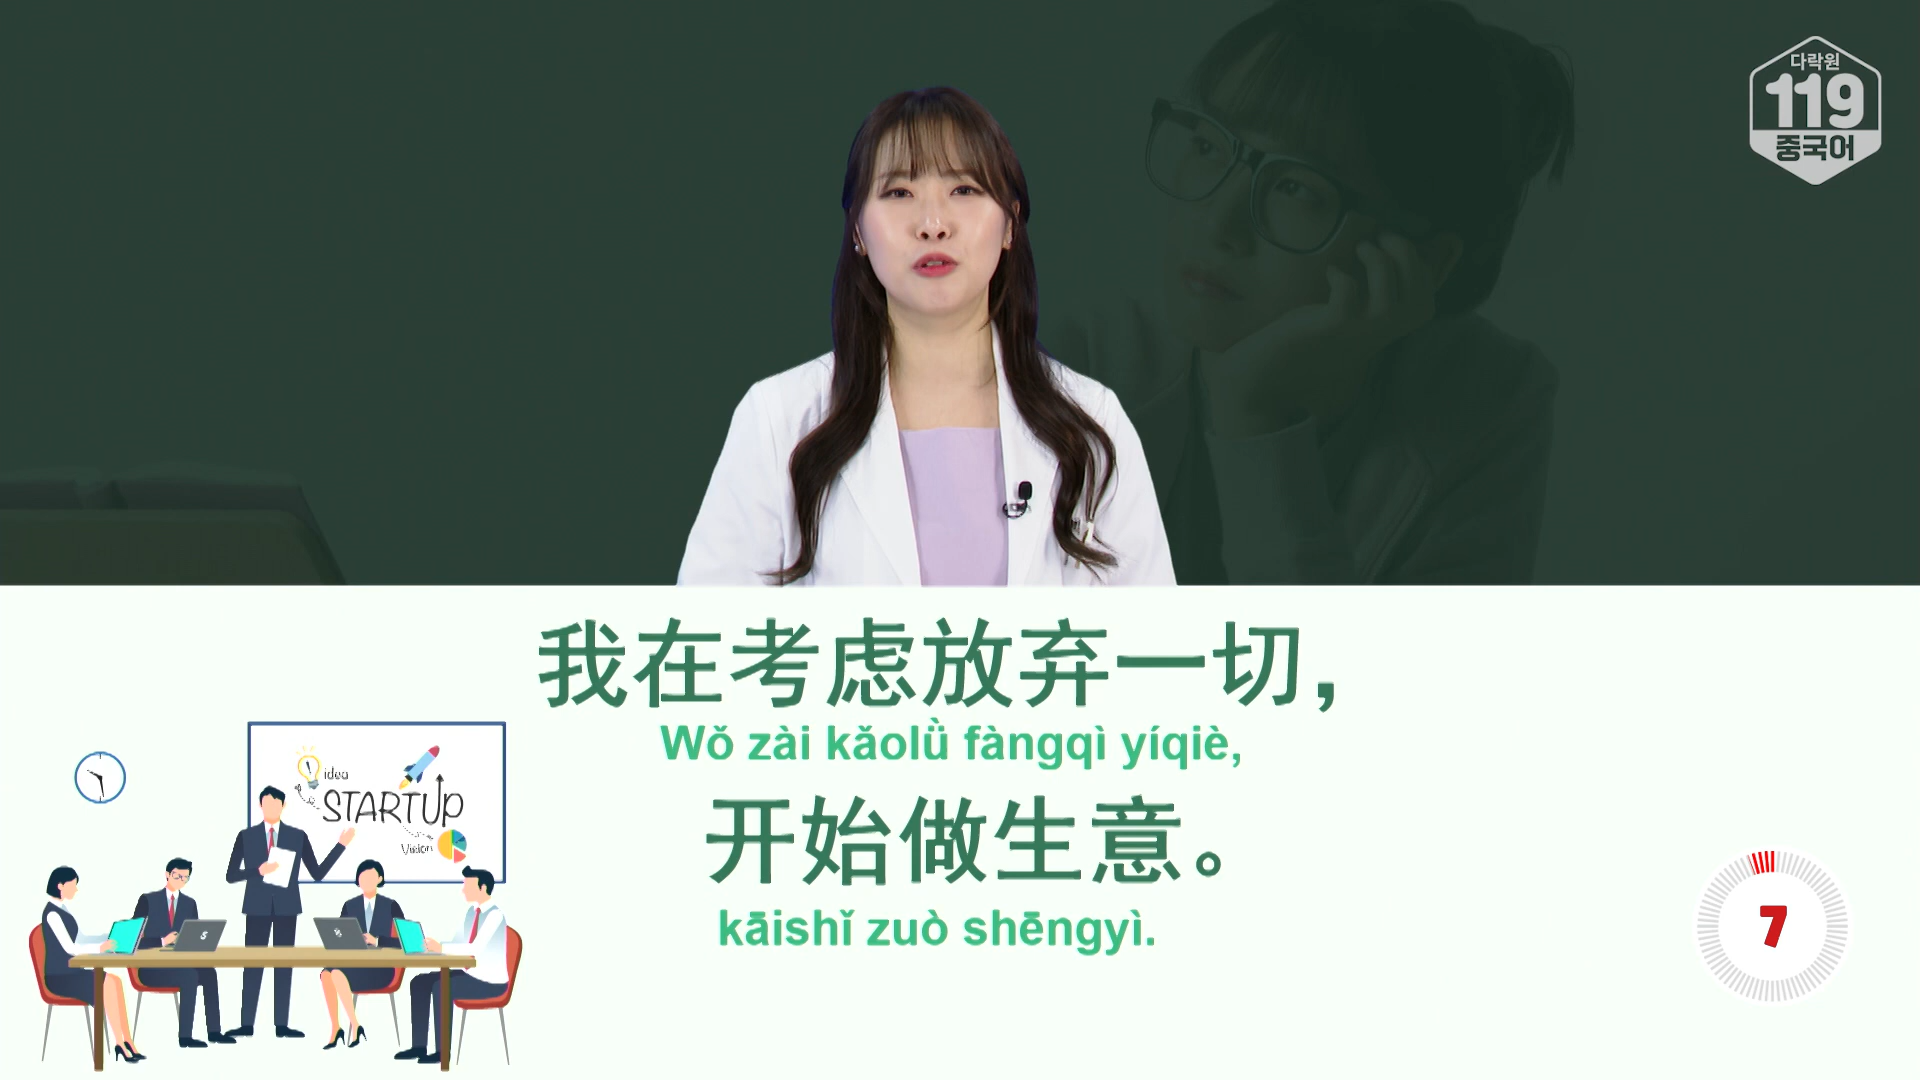 다락원
119
중국어
我在考虑放弃一切，
Wǒ zài kǎolǜ fàngqì yíqiè,
开始做生意。
kāishǐ zuò shēngyì.
idea
STARTUP
Vision
7